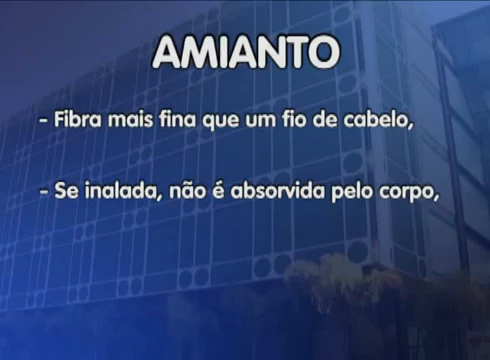 AMIANTO
- Fibra mais fina que um fio de cabelo,
- Se inalada, não é absorvida pelo corpo,